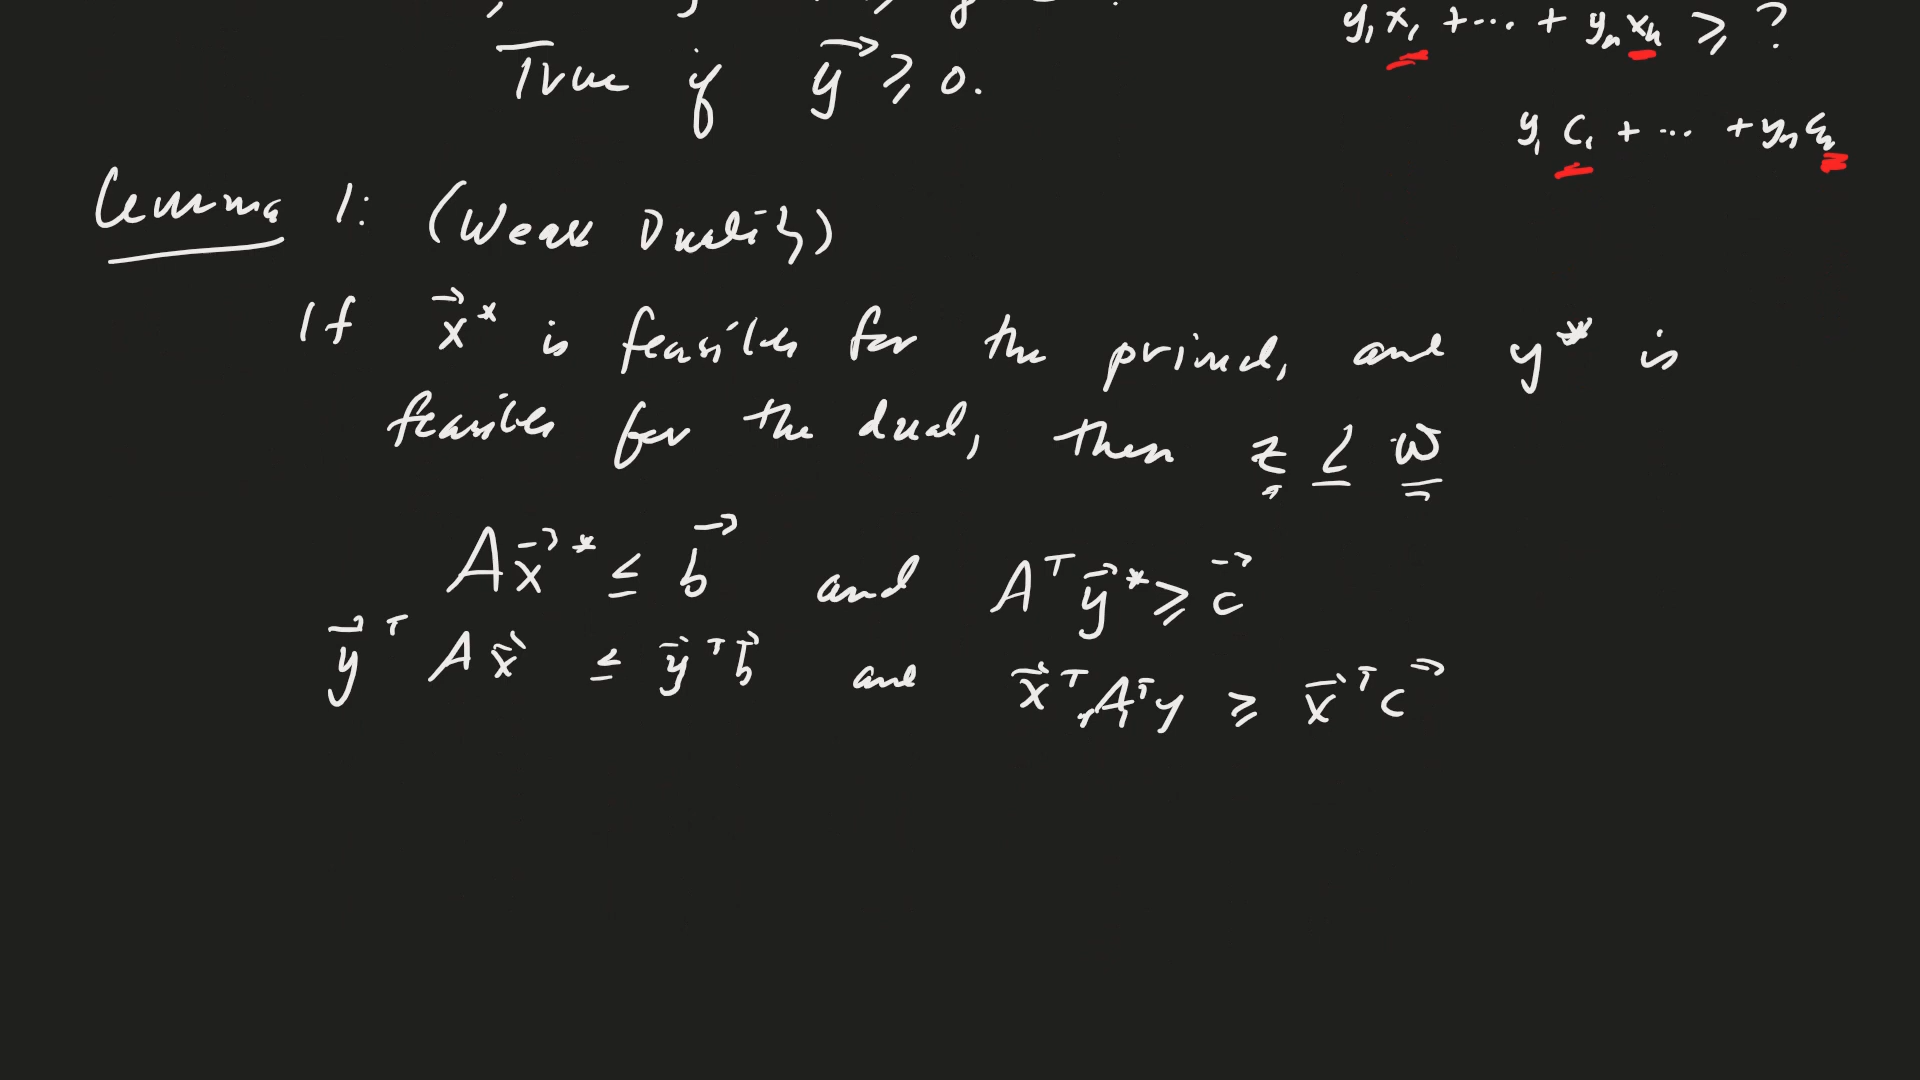 y₁x₁ + ... + yₙxₙ ≥ ?
True if y⃗ ≥ 0.
y₁c₁ + ... + yₙcₙ
Lemma 1: (Weak Duality)
If x⃗* is feasible for the primal, and y* is
feasible for the dual, then z ≤ w
Ax⃗* ≤ b⃗ and Aᵀy⃗* ≥ c⃗
y⃗ᵀAx⃗ ≤ y⃗ᵀb⃗ and x⃗ᵀAᵀy ≥ x⃗ᵀc⃗